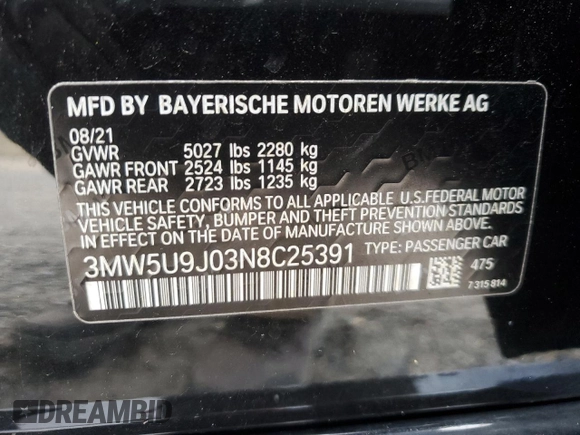 MFD BY BAYERISCHE MOTOREN WERKE AG
08/21
GVWR 5027 lbs 2280 kg
GAWR FRONT 2524 lbs 1145 kg
GAWR REAR 2723 lbs 1235 kg
THIS VEHICLE CONFORMS TO ALL APPLICABLE U.S.FEDERAL MOTOR
VEHICLE SAFETY, BUMPER AND THEFT PREVENTION STANDARDS
IN EFFECT ON THE DATE OF MANUFACTURE SHOWN ABOVE.
3MW5U9J03N8C25391 TYPE: PASSENGER CAR
475
7 315 814
DREAMBID